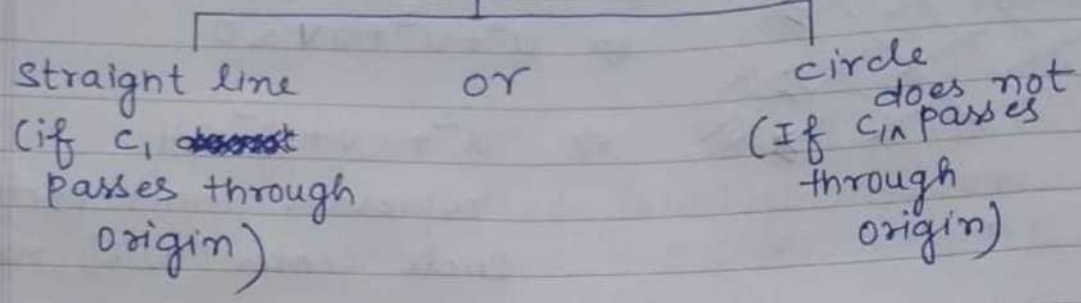 straight line or circle
(if c₁ passes through origin)
(If c₁ does not passes through origin)